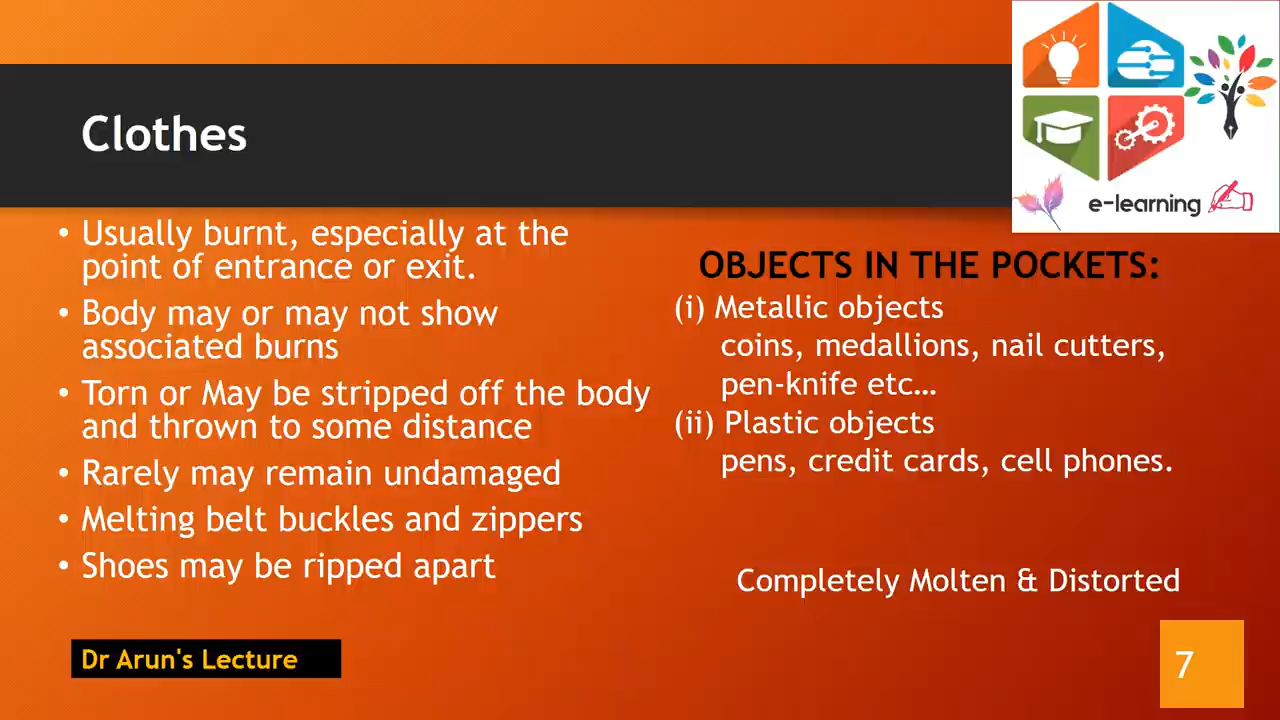 Clothes
e-learning
• Usually burnt, especially at the
point of entrance or exit.
• Body may or may not show
associated burns
• Torn or May be stripped off the body
and thrown to some distance
• Rarely may remain undamaged
• Melting belt buckles and zippers
• Shoes may be ripped apart
OBJECTS IN THE POCKETS:
(i) Metallic objects
coins, medallions, nail cutters,
pen-knife etc…
(ii) Plastic objects
pens, credit cards, cell phones.
Completely Molten & Distorted
Dr Arun's Lecture
7